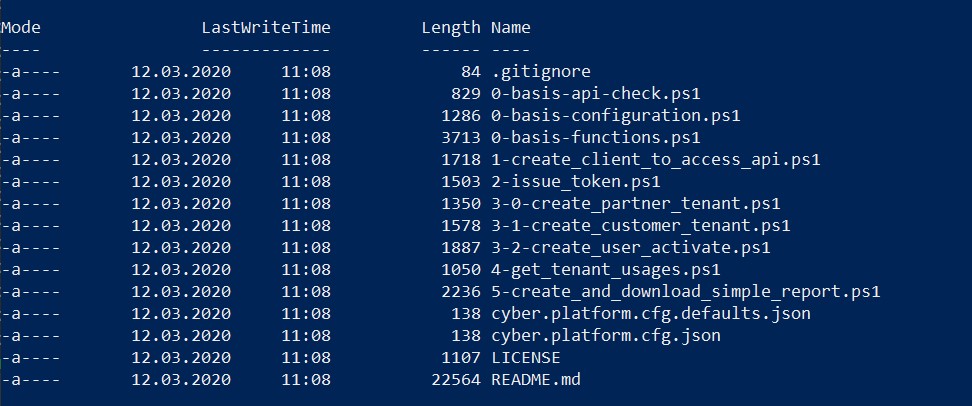 Mode                LastWriteTime         Length Name
----                -------------         ------ ----
-a----       12.03.2020     11:08             84 .gitignore
-a----       12.03.2020     11:08            829 0-basis-api-check.ps1
-a----       12.03.2020     11:08           1286 0-basis-configuration.ps1
-a----       12.03.2020     11:08           3713 0-basis-functions.ps1
-a----       12.03.2020     11:08           1718 1-create_client_to_access_api.ps1
-a----       12.03.2020     11:08           1503 2-issue_token.ps1
-a----       12.03.2020     11:08           1350 3-0-create_partner_tenant.ps1
-a----       12.03.2020     11:08           1578 3-1-create_customer_tenant.ps1
-a----       12.03.2020     11:08           1887 3-2-create_user_activate.ps1
-a----       12.03.2020     11:08           1050 4-get_tenant_usages.ps1
-a----       12.03.2020     11:08           2236 5-create_and_download_simple_report.ps1
-a----       12.03.2020     11:08            138 cyber.platform.cfg.defaults.json
-a----       12.03.2020     11:08            138 cyber.platform.cfg.json
-a----       12.03.2020     11:08           1107 LICENSE
-a----       12.03.2020     11:08          22564 README.md